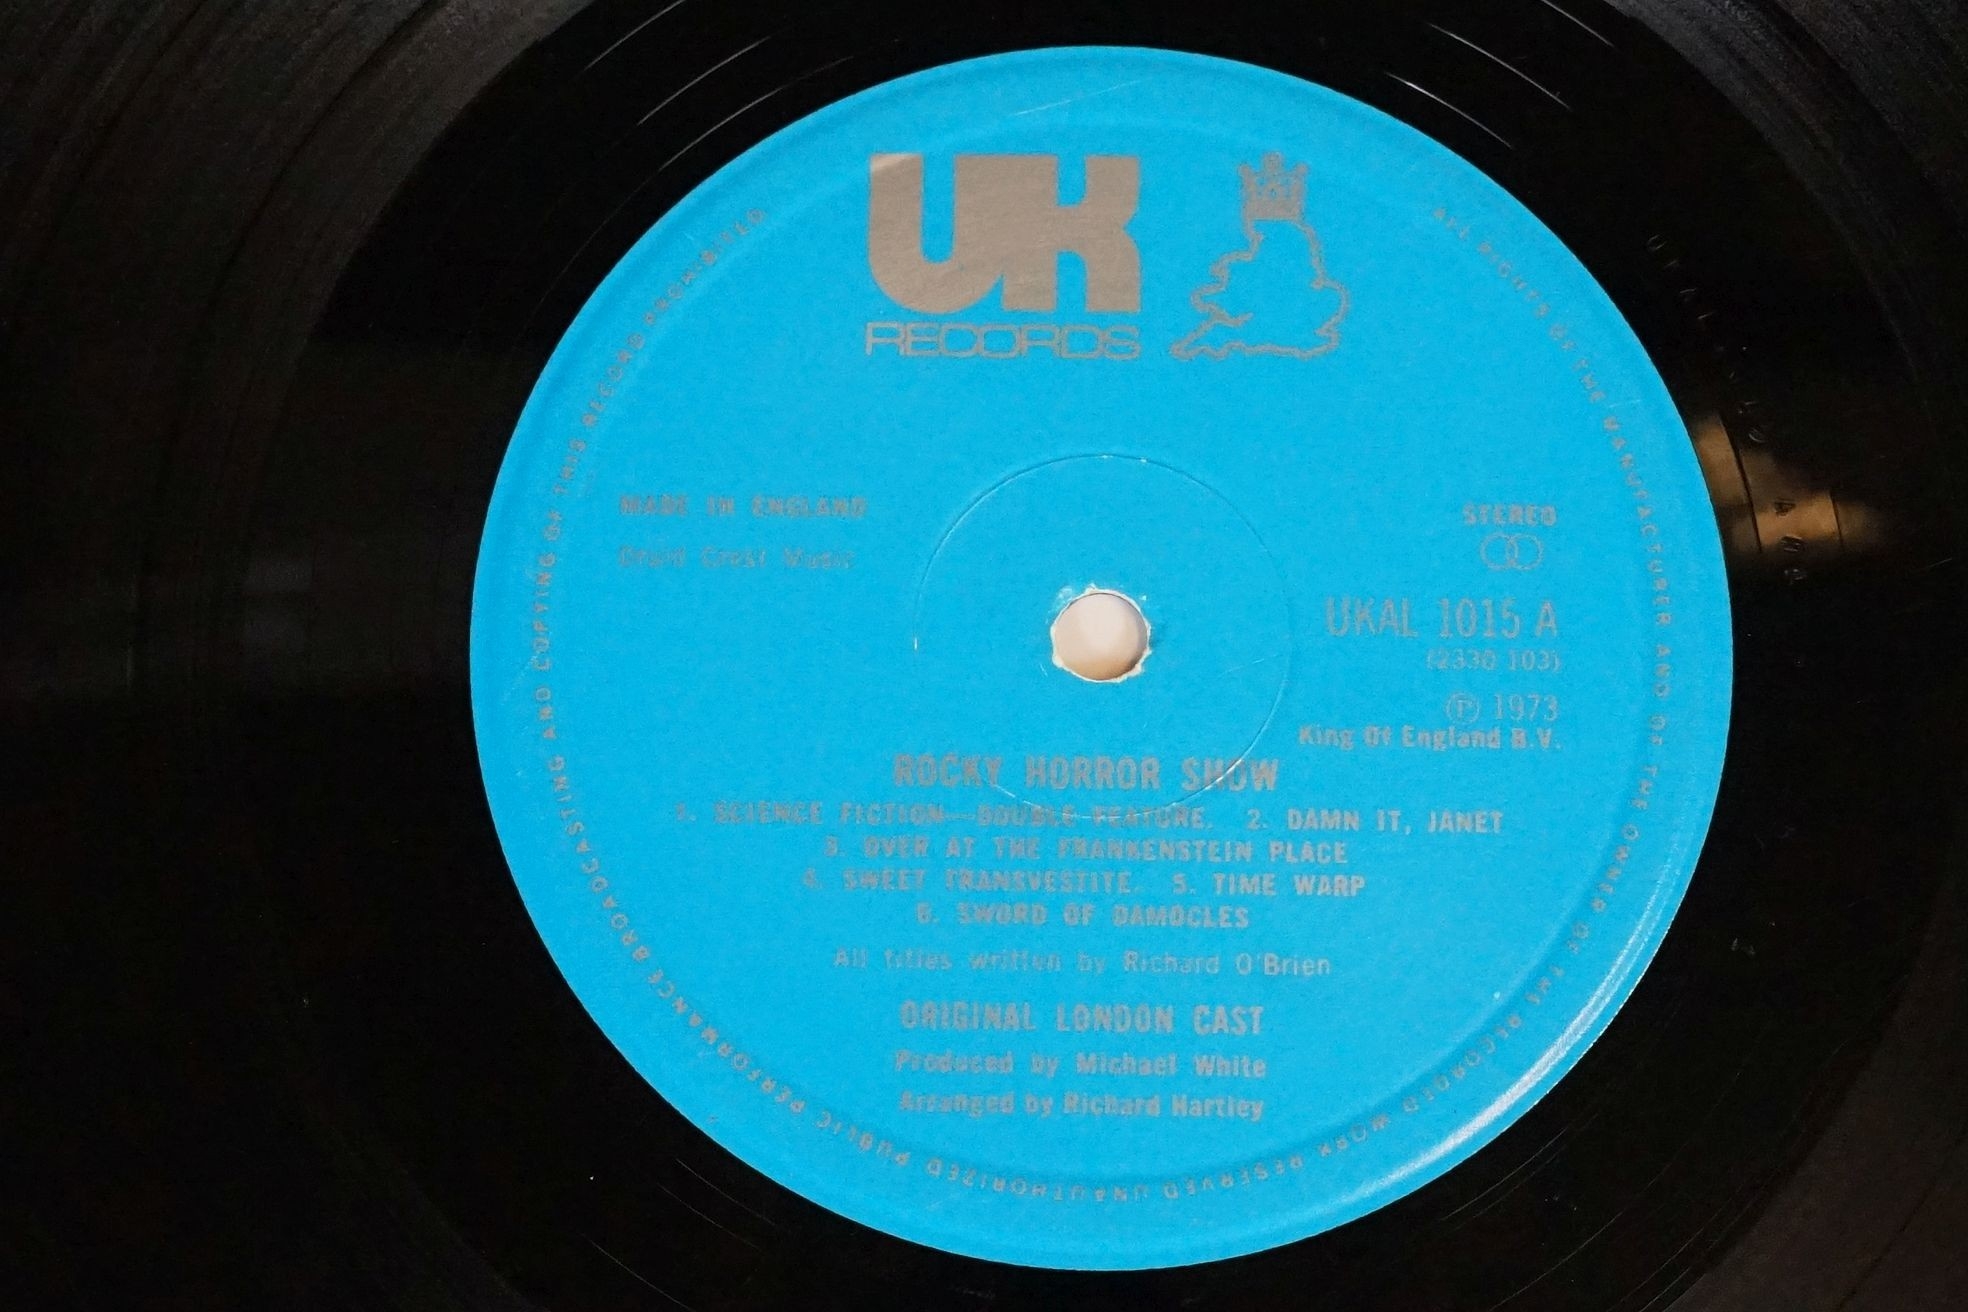 UK
RECORDS
MADE IN ENGLAND
Druid Crest Music
STEREO
UKAL 1015 A
(2330 103)
Ⓟ 1973
King Of England B.V.
ROCKY HORROR SHOW
1. SCIENCE FICTION—DOUBLE FEATURE. 2. DAMN IT, JANET
3. OVER AT THE FRANKENSTEIN PLACE
4. SWEET TRANSVESTITE. 5. TIME WARP
6. SWORD OF DAMOCLES
All titles written by Richard O'Brien
ORIGINAL LONDON CAST
Produced by Michael White
Arranged by Richard Hartley
ALL RIGHTS OF THE MANUFACTURER AND OF THE OWNER OF THE RECORDED WORK RESERVED UNAUTHORIZED PUBLIC PERFORMANCE BROADCASTING AND COPYING OF THIS RECORD PROHIBITED